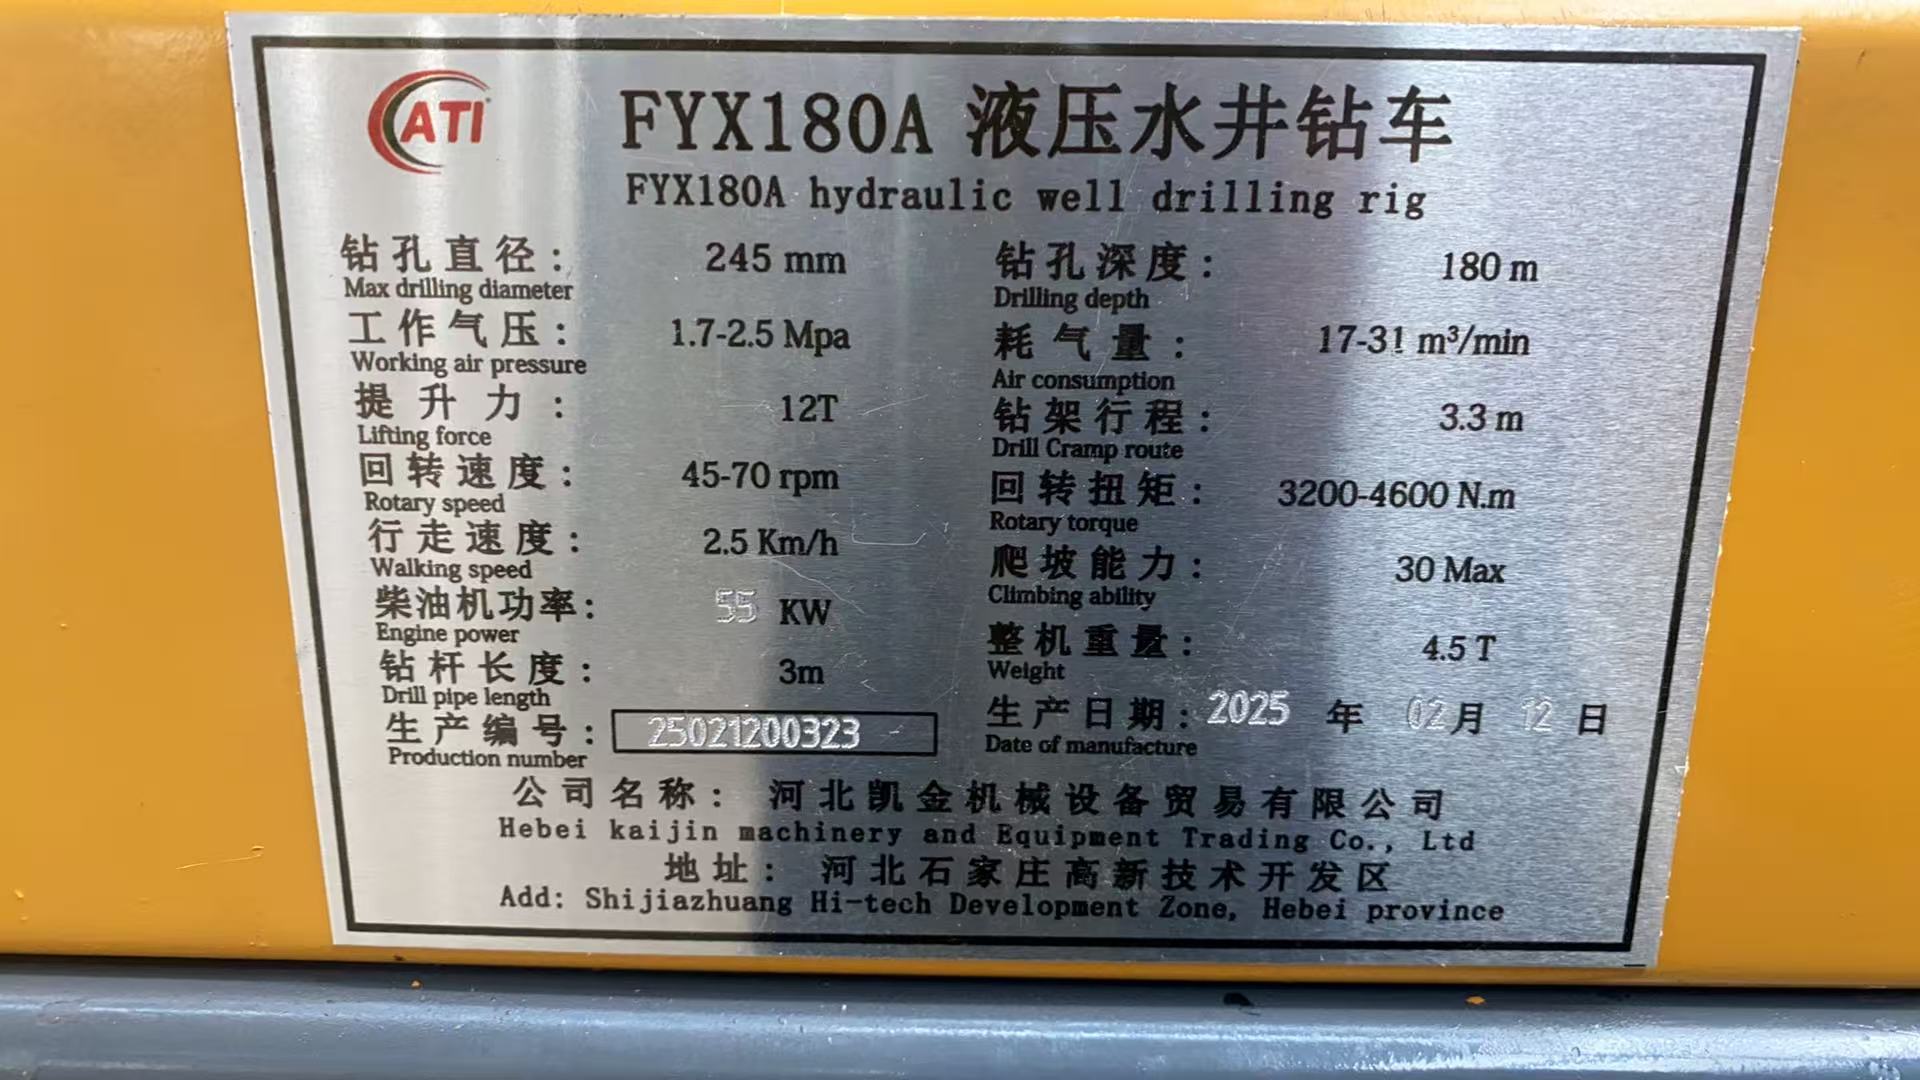 CATI
FYX180A 液压水井钻车
FYX180A hydraulic well drilling rig
钻孔直径: 245 mm
Max drilling diameter
钻孔深度: 180 m
Drilling depth
工作气压: 1.7-2.5 Mpa
Working air pressure
耗气量: 17-31 m³/min
Air consumption
提升力: 12T
Lifting force
钻架行程: 3.3 m
Drill Cramp route
回转速度: 45-70 rpm
Rotary speed
回转扭矩: 3200-4600 N.m
Rotary torque
行走速度: 2.5 Km/h
Walking speed
爬坡能力: 30 Max
Climbing ability
柴油机功率: 55 KW
Engine power
整机重量: 4.5 T
Weight
钻杆长度: 3m
Drill pipe length
生产日期: 2025 年 02 月 12 日
Date of manufacture
生产编号: 25021200323
Production number
公司名称: 河北凯金机械设备贸易有限公司
Hebei kaijin machinery and Equipment Trading Co., Ltd
地址: 河北石家庄高新技术开发区
Add: Shijiazhuang Hi-tech Development Zone, Hebei province